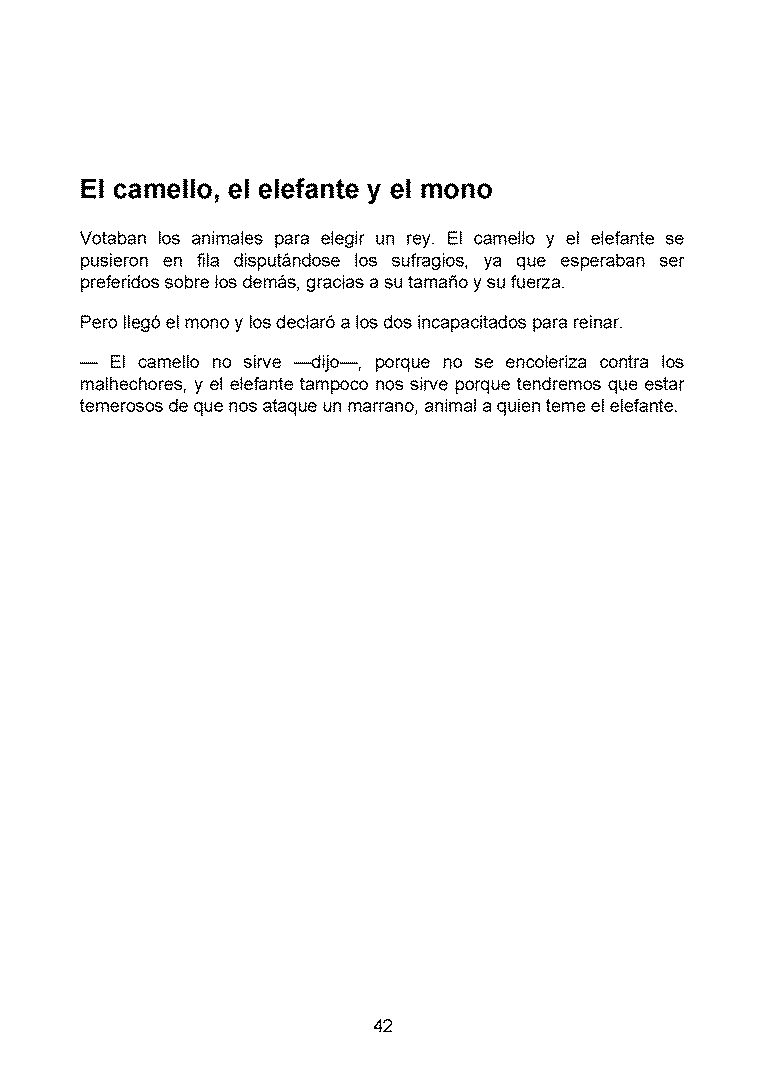 El camello, el elefante y el mono
Votaban los animales para elegir un rey. El camello y el elefante se
pusieron en fila disputándose los sufragios, ya que esperaban ser
preferidos sobre los demás, gracias a su tamaño y su fuerza.
Pero llegó el mono y los declaró a los dos incapacitados para reinar.
— El camello no sirve —dijo—, porque no se encoleriza contra los
malhechores, y el elefante tampoco nos sirve porque tendremos que estar
temerosos de que nos ataque un marrano, animal a quien teme el elefante.
42